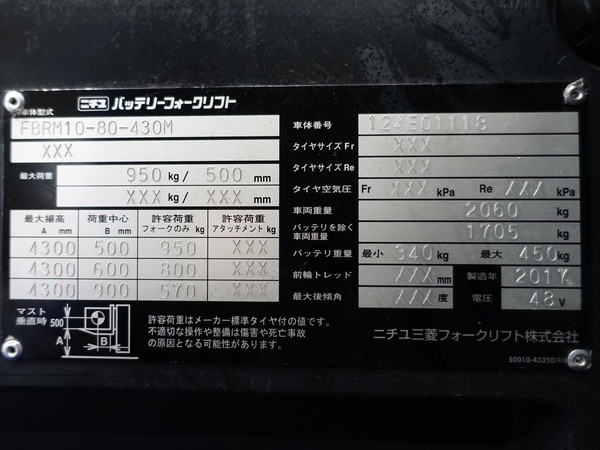 ニチユ バッテリーフォークリフト
車体型式
FBRM10-80-430M
XXX
最大荷重 950 kg / 500 mm
XXX kg / XXX mm
最大揚高 A mm 荷重中心 B mm 許容荷重 フォークのみ kg 許容荷重 アタッチメント kg
4300 500 950 XXX
4300 600 800 XXX
4300 900 570 XXX
マスト垂直時 500 A B
許容荷重はメーカー標準タイヤ付の値です。
不適切な操作や整備は傷害や死亡事故
の原因となる可能性があります。
車体番号 124E01118
タイヤサイズ Fr XXX
タイヤサイズ Re XXX
タイヤ空気圧 Fr XXX kPa Re XXX kPa
車両重量 2060 kg
バッテリを除く車両重量 1705 kg
バッテリ重量 最小 340 kg 最大 450 kg
前輪トレッド XXX mm 製造年 2017
最大後傾角 XXX 度 電圧 48 V
ニチユ三菱フォークリフト株式会社
50010-43350